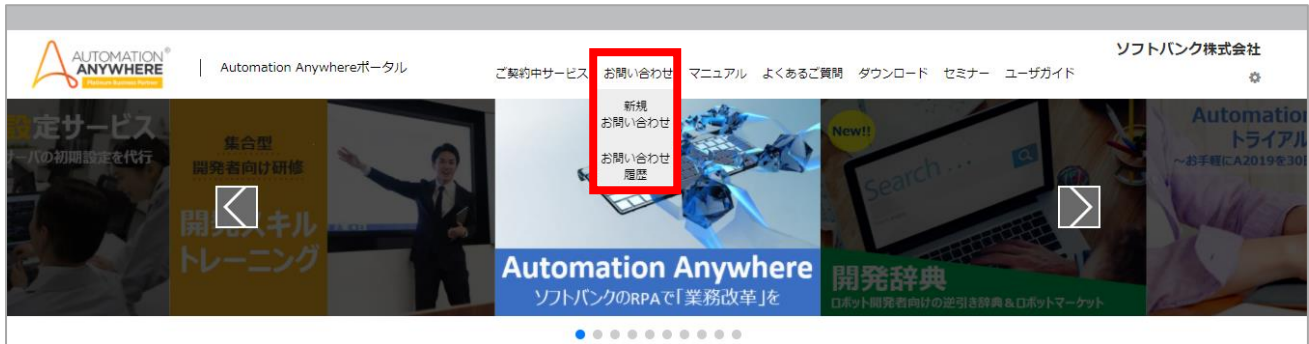 AUTOMATION®
ANYWHERE
Platinum Business Partner
Automation Anywhereポータル
ソフトバンク株式会社
ご契約中サービス お問い合わせ マニュアル よくあるご質問 ダウンロード セミナー ユーザガイド
新規
お問い合わせ
お問い合わせ
履歴
定サービス
ーバの初期設定を代行
集合型
開発者向け研修
開発スキル
トレーニング
Automation Anywhere
ソフトバンクのRPAで「業務改革」を
New!!
Search...
開発辞典
ロボット開発者向けの逆引き辞典&ロボットマーケット
Automation
トライアル
~お手軽にA2019を30